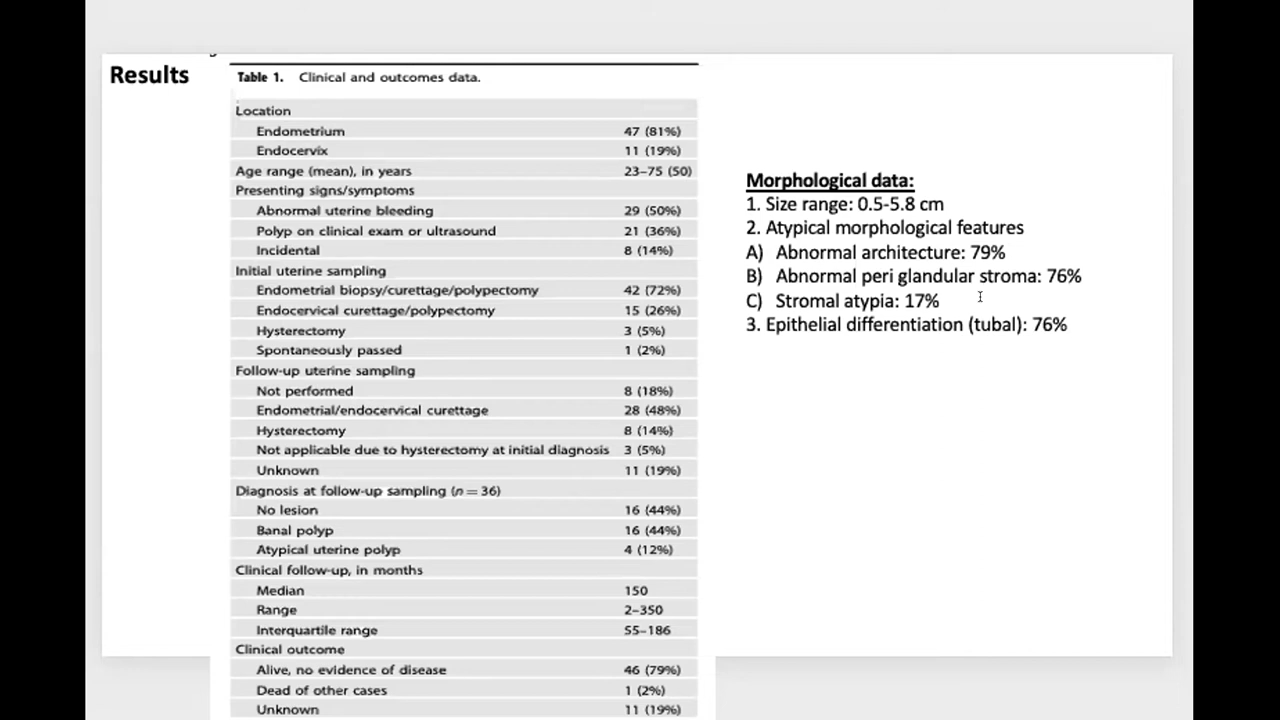 Results
Table 1. Clinical and outcomes data.
Location
Endometrium 47 (81%)
Endocervix 11 (19%)
Age range (mean), in years 23–75 (50)
Presenting signs/symptoms
Abnormal uterine bleeding 29 (50%)
Polyp on clinical exam or ultrasound 21 (36%)
Incidental 8 (14%)
Initial uterine sampling
Endometrial biopsy/curettage/polypectomy 42 (72%)
Endocervical curettage/polypectomy 15 (26%)
Hysterectomy 3 (5%)
Spontaneously passed 1 (2%)
Follow-up uterine sampling
Not performed 8 (18%)
Endometrial/endocervical curettage 28 (48%)
Hysterectomy 8 (14%)
Not applicable due to hysterectomy at initial diagnosis 3 (5%)
Unknown 11 (19%)
Diagnosis at follow-up sampling (n = 36)
No lesion 16 (44%)
Banal polyp 16 (44%)
Atypical uterine polyp 4 (12%)
Clinical follow-up, in months
Median 150
Range 2–350
Interquartile range 55–186
Clinical outcome
Alive, no evidence of disease 46 (79%)
Dead of other cases 1 (2%)
Unknown 11 (19%)
Morphological data:
1. Size range: 0.5-5.8 cm
2. Atypical morphological features
A) Abnormal architecture: 79%
B) Abnormal peri glandular stroma: 76%
C) Stromal atypia: 17%
3. Epithelial differentiation (tubal): 76%